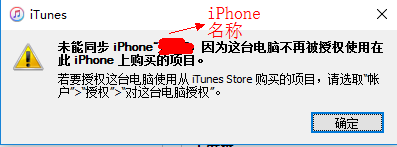 iTunes
iPhone
名称
未能同步 iPhone“ 因为这台电脑不再被授权使用在
此 iPhone 上购买的项目。
若要授权这台电脑使用从 iTunes Store 购买的项目，请选取“帐
户”>“授权”>“对这台电脑授权”。
确定